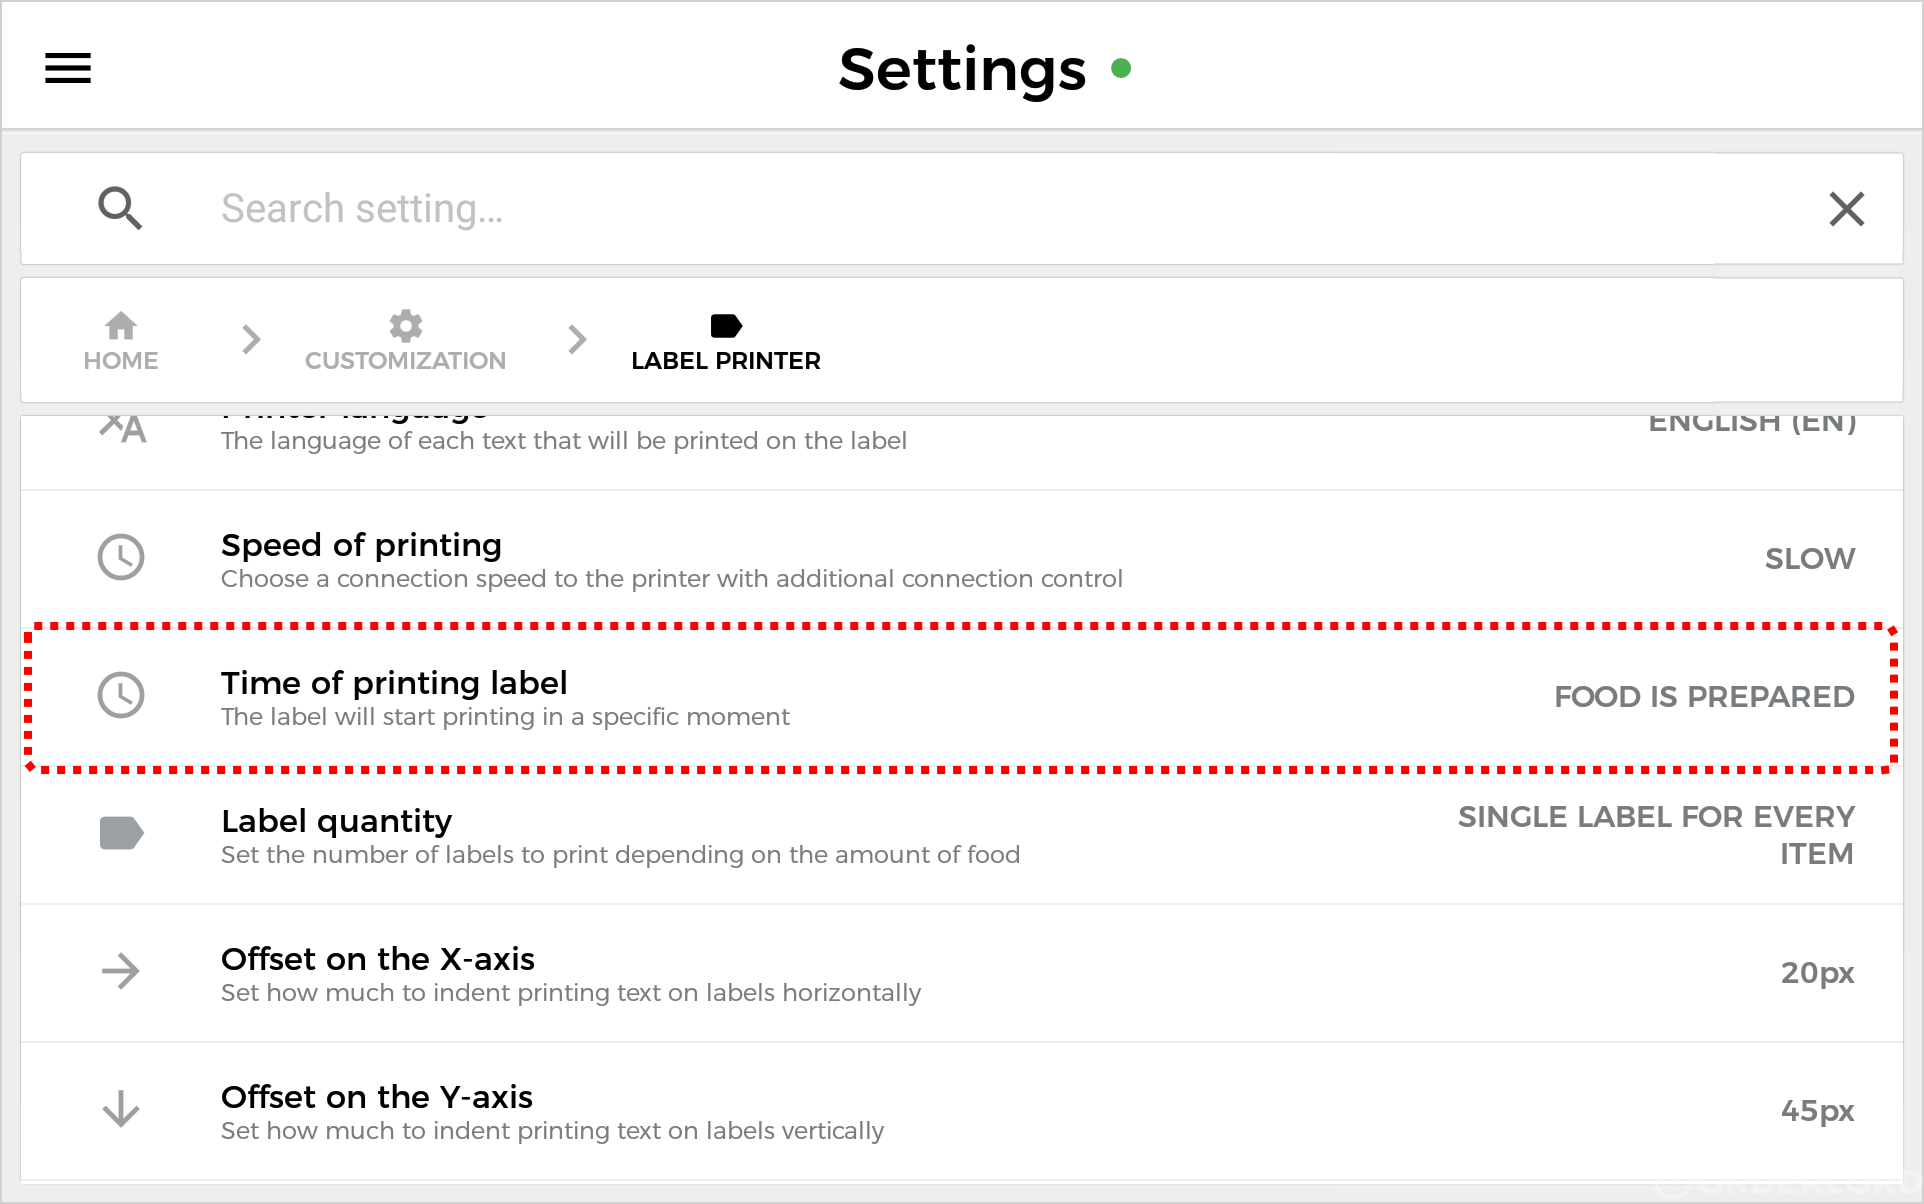 Settings
Search setting...
HOME
CUSTOMIZATION
LABEL PRINTER
Printer language
ENGLISH (EN)
The language of each text that will be printed on the label
Speed of printing
Choose a connection speed to the printer with additional connection control
SLOW
Time of printing label
The label will start printing in a specific moment
FOOD IS PREPARED
Label quantity
Set the number of labels to print depending on the amount of food
SINGLE LABEL FOR EVERY
ITEM
Offset on the X-axis
Set how much to indent printing text on labels horizontally
20px
Offset on the Y-axis
Set how much to indent printing text on labels vertically
45px
ORDERLORD